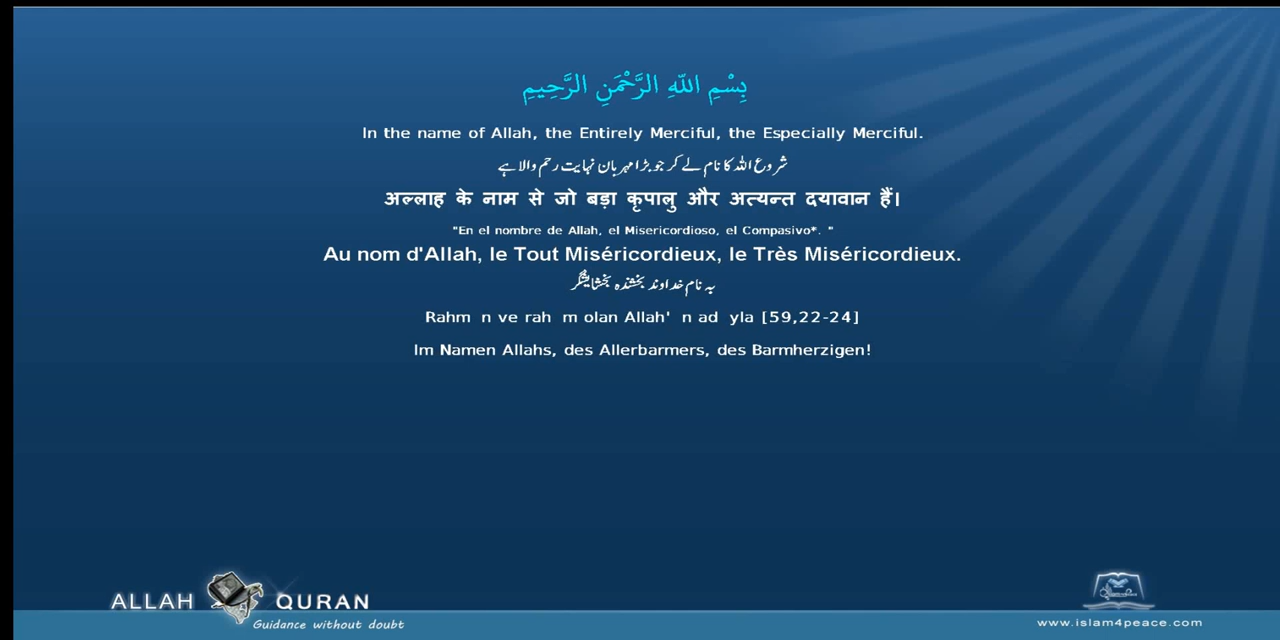 بِسْمِ اللّهِ الرَّحْمَنِ الرَّحِيمِ
In the name of Allah, the Entirely Merciful, the Especially Merciful.
شروع الله کا نام لے کر جو بڑا مہربان نہایت رحم والا ہے
अल्लाह के नाम से जो बड़ा कृपालु और अत्यन्त दयावान हैं।
"En el nombre de Allah, el Misericordioso, el Compasivo*. "
Au nom d'Allah, le Tout Miséricordieux, le Très Miséricordieux.
به نام خداوند بخشنده بخشایشگر
Rahm n ve rah m olan Allah' n ad yla [59,22-24]
Im Namen Allahs, des Allerbarmers, des Barmherzigen!
ALLAH QURAN
Guidance without doubt
www.islam4peace.com